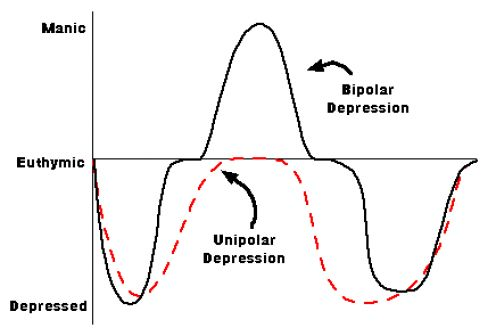 Manic
Bipolar
Depression
Euthymic
Unipolar
Depression
Depressed